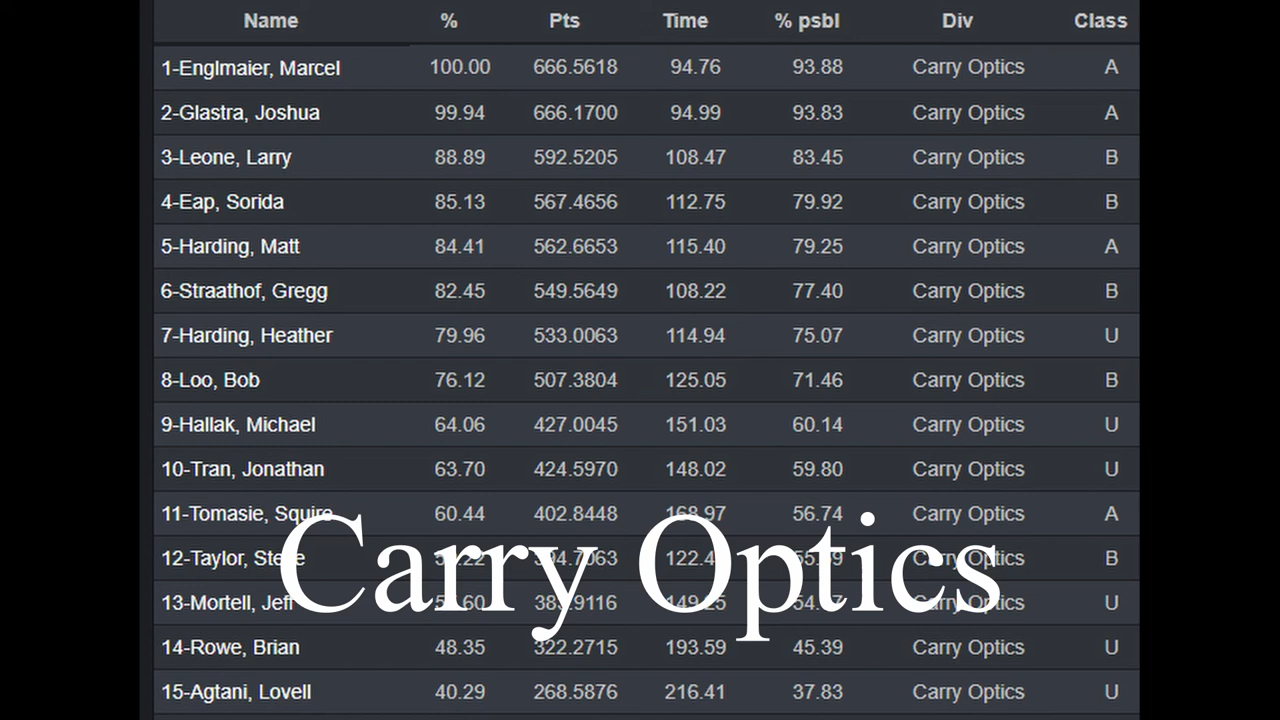 Name % Pts Time % psbl Div Class
1-Englmaier, Marcel 100.00 666.5618 94.76 93.88 Carry Optics A
2-Glastra, Joshua 99.94 666.1700 94.99 93.83 Carry Optics A
3-Leone, Larry 88.89 592.5205 108.47 83.45 Carry Optics B
4-Eap, Sorida 85.13 567.4656 112.75 79.92 Carry Optics B
5-Harding, Matt 84.41 562.6653 115.40 79.25 Carry Optics A
6-Straathof, Gregg 82.45 549.5649 108.22 77.40 Carry Optics B
7-Harding, Heather 79.96 533.0063 114.94 75.07 Carry Optics U
8-Loo, Bob 76.12 507.3804 125.05 71.46 Carry Optics B
9-Hallak, Michael 64.06 427.0045 151.03 60.14 Carry Optics U
10-Tran, Jonathan 63.70 424.5970 148.02 59.80 Carry Optics U
11-Tomasie, Squire 60.44 402.8448 168.97 56.74 Carry Optics A
12-Taylor, Carry Optics B
Carry Optics
13-Mortell, Jeff Carry Optics U
14-Rowe, Brian 48.35 322.2715 193.59 45.39 Carry Optics U
15-Agtani, Lovell 40.29 268.5876 216.41 37.83 Carry Optics U